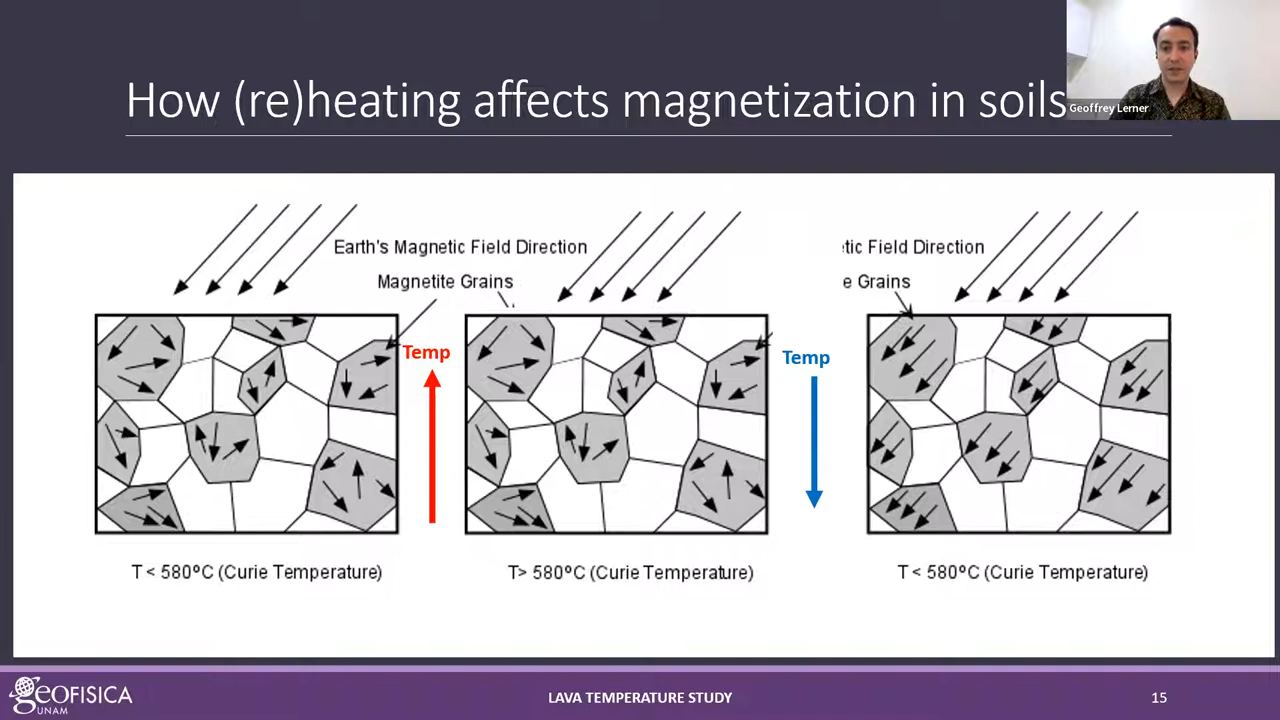 How (re)heating affects magnetization in soils
Geoffrey Lerner
Earth's Magnetic Field Direction
Magnetite Grains
etic Field Direction
e Grains
Temp
Temp
T < 580ºC (Curie Temperature)
T> 580ºC (Curie Temperature)
T < 580ºC (Curie Temperature)
geOFISICA
UNAM
LAVA TEMPERATURE STUDY
15